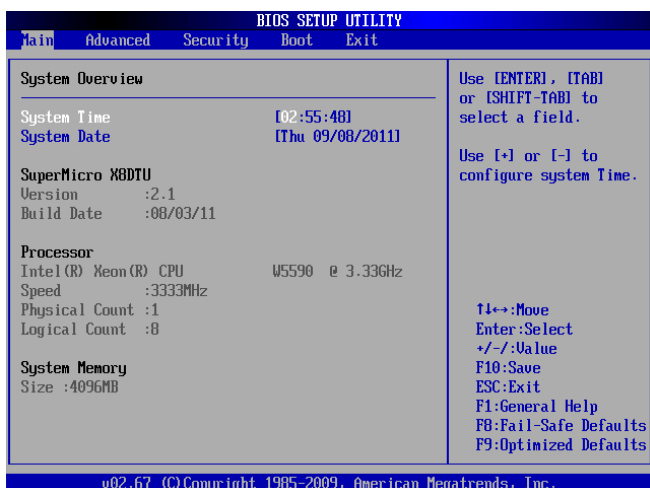 BIOS SETUP UTILITY
Main Advanced Security Boot Exit
System Overview
System Time [02:55:48]
System Date [Thu 09/08/2011]
SuperMicro X8DTU
Version :2.1
Build Date :08/03/11
Processor
Intel(R) Xeon(R) CPU W5590 @ 3.33GHz
Speed :3333MHz
Physical Count :1
Logical Count :8
System Memory
Size :4096MB
Use [ENTER], [TAB]
or [SHIFT-TAB] to
select a field.
Use [+] or [-] to
configure system Time.
↑↓↔:Move
Enter:Select
+/-/:Value
F10:Save
ESC:Exit
F1:General Help
F8:Fail-Safe Defaults
F9:Optimized Defaults
v02.67 (C)Copyright 1985-2009, American Megatrends, Inc.